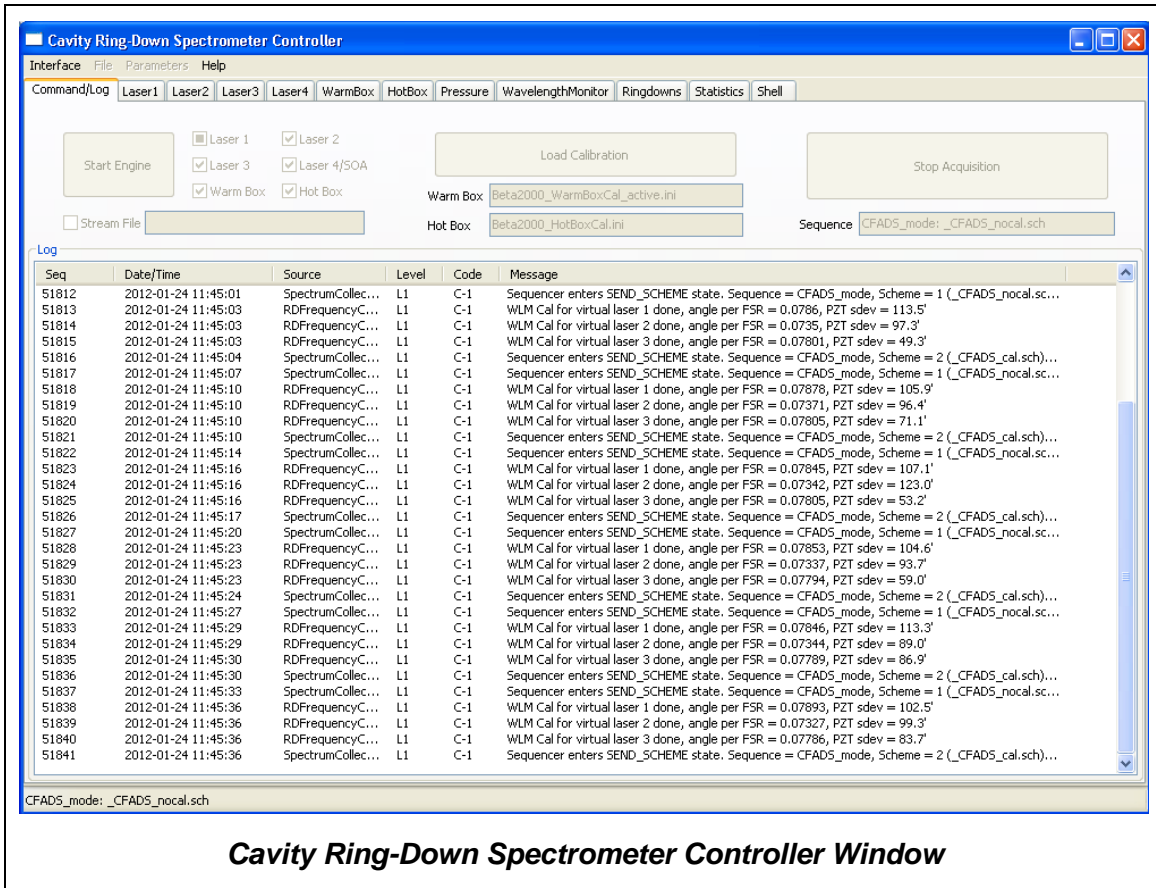 Cavity Ring-Down Spectrometer Controller
Interface File Parameters Help
Command/Log Laser1 Laser2 Laser3 Laser4 WarmBox HotBox Pressure WavelengthMonitor Ringdowns Statistics Shell
Start Engine
Laser 1 Laser 2
Laser 3 Laser 4/SOA
Warm Box Hot Box
Stream File
Load Calibration
Warm Box Beta2000_WarmBoxCal_active.ini
Hot Box Beta2000_HotBoxCal.ini
Stop Acquisition
Sequence CFADS_mode: _CFADS_nocal.sch
Log
Seq Date/Time Source Level Code Message
51812 2012-01-24 11:45:01 SpectrumCollec... L1 C-1 Sequencer enters SEND_SCHEME state. Sequence = CFADS_mode, Scheme = 1 (_CFADS_nocal.sc...
51813 2012-01-24 11:45:03 RDFrequencyC... L1 C-1 WLM Cal for virtual laser 1 done, angle per FSR = 0.0786, PZT sdev = 113.5'
51814 2012-01-24 11:45:03 RDFrequencyC... L1 C-1 WLM Cal for virtual laser 2 done, angle per FSR = 0.0735, PZT sdev = 97.3'
51815 2012-01-24 11:45:03 RDFrequencyC... L1 C-1 WLM Cal for virtual laser 3 done, angle per FSR = 0.07801, PZT sdev = 49.3'
51816 2012-01-24 11:45:04 SpectrumCollec... L1 C-1 Sequencer enters SEND_SCHEME state. Sequence = CFADS_mode, Scheme = 2 (_CFADS_cal.sch)...
51817 2012-01-24 11:45:07 SpectrumCollec... L1 C-1 Sequencer enters SEND_SCHEME state. Sequence = CFADS_mode, Scheme = 1 (_CFADS_nocal.sc...
51818 2012-01-24 11:45:10 RDFrequencyC... L1 C-1 WLM Cal for virtual laser 1 done, angle per FSR = 0.07878, PZT sdev = 105.9'
51819 2012-01-24 11:45:10 RDFrequencyC... L1 C-1 WLM Cal for virtual laser 2 done, angle per FSR = 0.07371, PZT sdev = 96.4'
51820 2012-01-24 11:45:10 RDFrequencyC... L1 C-1 WLM Cal for virtual laser 3 done, angle per FSR = 0.07805, PZT sdev = 71.1'
51821 2012-01-24 11:45:10 SpectrumCollec... L1 C-1 Sequencer enters SEND_SCHEME state. Sequence = CFADS_mode, Scheme = 2 (_CFADS_cal.sch)...
51822 2012-01-24 11:45:14 SpectrumCollec... L1 C-1 Sequencer enters SEND_SCHEME state. Sequence = CFADS_mode, Scheme = 1 (_CFADS_nocal.sc...
51823 2012-01-24 11:45:16 RDFrequencyC... L1 C-1 WLM Cal for virtual laser 1 done, angle per FSR = 0.07845, PZT sdev = 107.1'
51824 2012-01-24 11:45:16 RDFrequencyC... L1 C-1 WLM Cal for virtual laser 2 done, angle per FSR = 0.07342, PZT sdev = 123.0'
51825 2012-01-24 11:45:16 RDFrequencyC... L1 C-1 WLM Cal for virtual laser 3 done, angle per FSR = 0.07805, PZT sdev = 53.2'
51826 2012-01-24 11:45:17 SpectrumCollec... L1 C-1 Sequencer enters SEND_SCHEME state. Sequence = CFADS_mode, Scheme = 2 (_CFADS_cal.sch)...
51827 2012-01-24 11:45:20 SpectrumCollec... L1 C-1 Sequencer enters SEND_SCHEME state. Sequence = CFADS_mode, Scheme = 1 (_CFADS_nocal.sc...
51828 2012-01-24 11:45:23 RDFrequencyC... L1 C-1 WLM Cal for virtual laser 1 done, angle per FSR = 0.07853, PZT sdev = 104.6'
51829 2012-01-24 11:45:23 RDFrequencyC... L1 C-1 WLM Cal for virtual laser 2 done, angle per FSR = 0.07337, PZT sdev = 93.7'
51830 2012-01-24 11:45:23 RDFrequencyC... L1 C-1 WLM Cal for virtual laser 3 done, angle per FSR = 0.07794, PZT sdev = 59.0'
51831 2012-01-24 11:45:24 SpectrumCollec... L1 C-1 Sequencer enters SEND_SCHEME state. Sequence = CFADS_mode, Scheme = 2 (_CFADS_cal.sch)...
51832 2012-01-24 11:45:27 SpectrumCollec... L1 C-1 Sequencer enters SEND_SCHEME state. Sequence = CFADS_mode, Scheme = 1 (_CFADS_nocal.sc...
51833 2012-01-24 11:45:29 RDFrequencyC... L1 C-1 WLM Cal for virtual laser 1 done, angle per FSR = 0.07846, PZT sdev = 113.3'
51834 2012-01-24 11:45:29 RDFrequencyC... L1 C-1 WLM Cal for virtual laser 2 done, angle per FSR = 0.07344, PZT sdev = 89.0'
51835 2012-01-24 11:45:30 RDFrequencyC... L1 C-1 WLM Cal for virtual laser 3 done, angle per FSR = 0.07789, PZT sdev = 86.9'
51836 2012-01-24 11:45:30 SpectrumCollec... L1 C-1 Sequencer enters SEND_SCHEME state. Sequence = CFADS_mode, Scheme = 2 (_CFADS_cal.sch)...
51837 2012-01-24 11:45:33 SpectrumCollec... L1 C-1 Sequencer enters SEND_SCHEME state. Sequence = CFADS_mode, Scheme = 1 (_CFADS_nocal.sc...
51838 2012-01-24 11:45:36 RDFrequencyC... L1 C-1 WLM Cal for virtual laser 1 done, angle per FSR = 0.07893, PZT sdev = 102.5'
51839 2012-01-24 11:45:36 RDFrequencyC... L1 C-1 WLM Cal for virtual laser 2 done, angle per FSR = 0.07327, PZT sdev = 99.3'
51840 2012-01-24 11:45:36 RDFrequencyC... L1 C-1 WLM Cal for virtual laser 3 done, angle per FSR = 0.07786, PZT sdev = 83.7'
51841 2012-01-24 11:45:36 SpectrumCollec... L1 C-1 Sequencer enters SEND_SCHEME state. Sequence = CFADS_mode, Scheme = 2 (_CFADS_cal.sch)...
CFADS_mode: _CFADS_nocal.sch
Cavity Ring-Down Spectrometer Controller Window